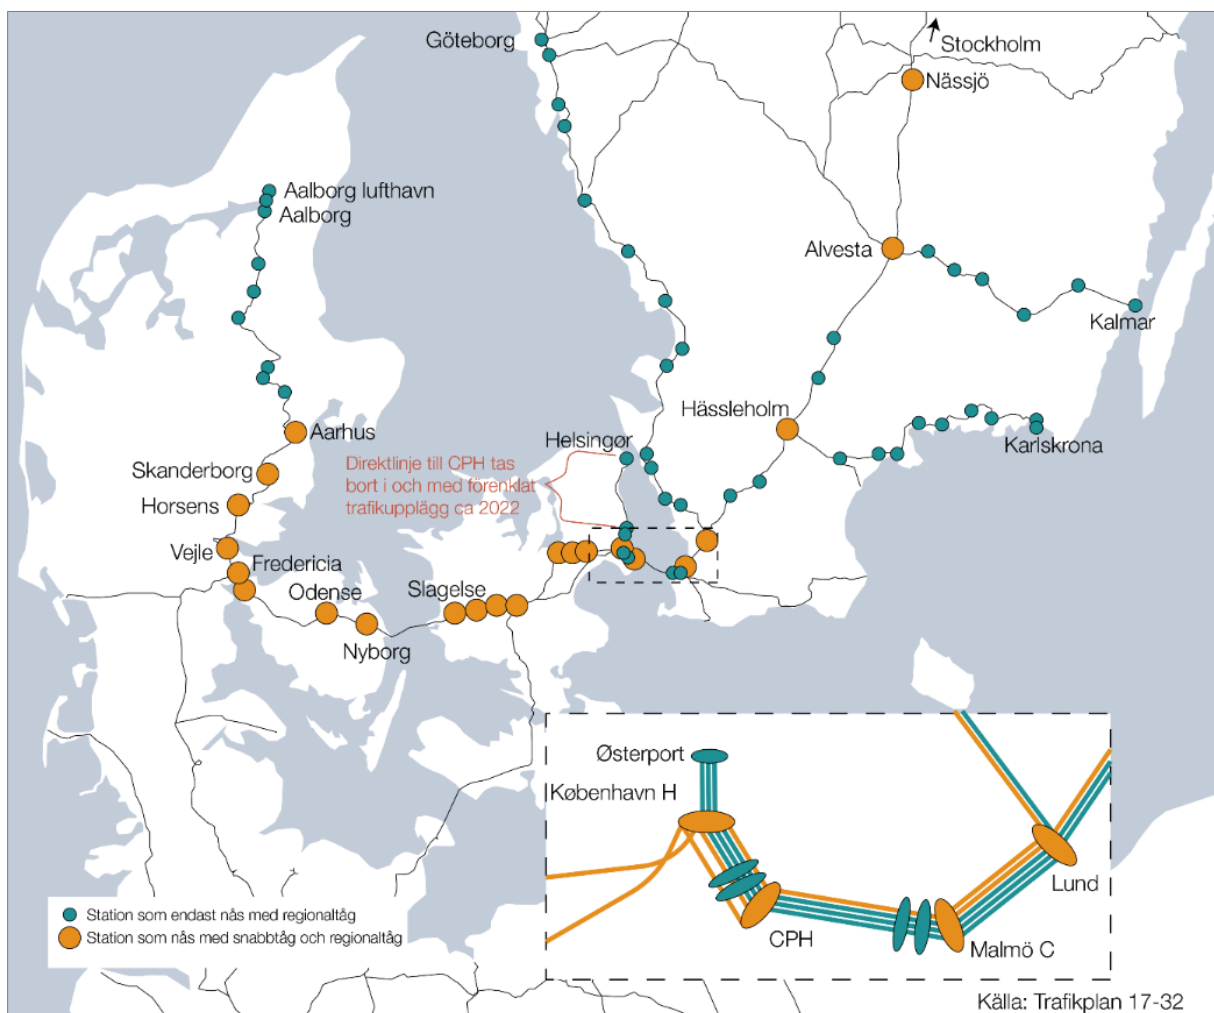 Göteborg
Stockholm
Nässjö
Aalborg lufthavn
Aalborg
Alvesta
Kalmar
Hässleholm
Karlskrona
Aarhus
Helsingør
Direktlinje till CPH tas
bort i och med förenklat
trafikupplägg ca 2022
Skanderborg
Horsens
Vejle
Fredericia
Odense
Slagelse
Nyborg
Østerport
København H
Lund
CPH
Malmö C
Station som endast nås med regionaltåg
Station som nås med snabbtåg och regionaltåg
Källa: Trafikplan 17-32